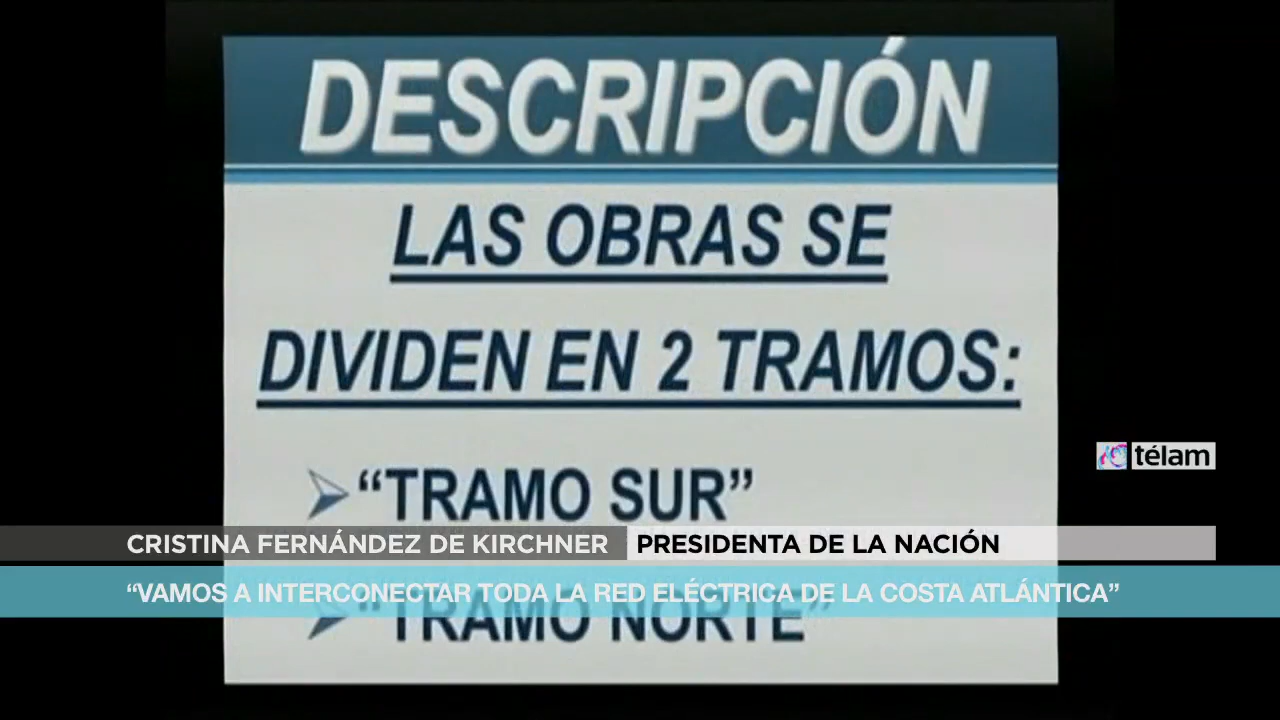 DESCRIPCIÓN
LAS OBRAS SE
DIVIDEN EN 2 TRAMOS:
“TRAMO SUR”
télam
CRISTINA FERNÁNDEZ DE KIRCHNER PRESIDENTA DE LA NACIÓN
“VAMOS A INTERCONECTAR TODA LA RED ELÉCTRICA DE LA COSTA ATLÁNTICA”
“TRAMO NORTE”